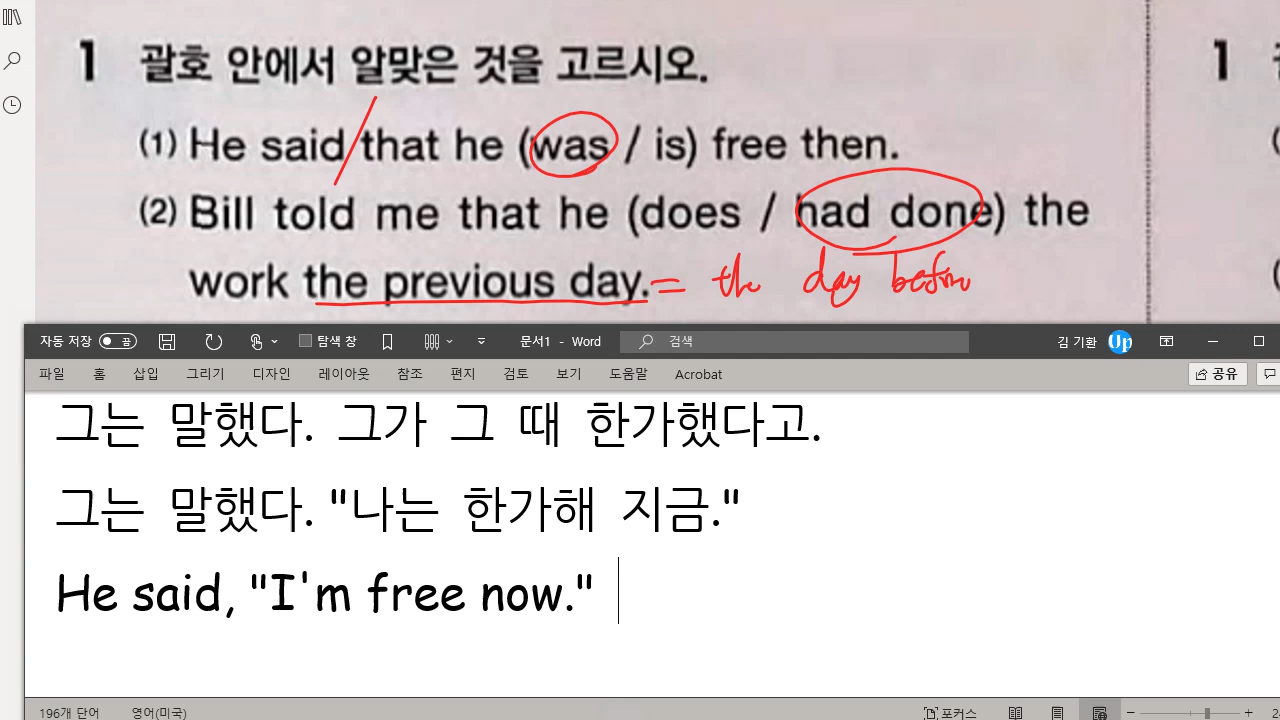 1 괄호 안에서 알맞은 것을 고르시오. 1
(1) He said that he (was / is) free then.
(2) Bill told me that he (does / had done) the
work the previous day. = the day before
자동 저장 끔 탐색 창 문서1 - Word 검색 김 기환 Up
파일 홈 삽입 그리기 디자인 레이아웃 참조 편지 검토 보기 도움말 Acrobat 공유
그는 말했다. 그가 그 때 한가했다고.
그는 말했다. "나는 한가해 지금."
He said, "I'm free now."
196개 단어 영어(미국) 포커스